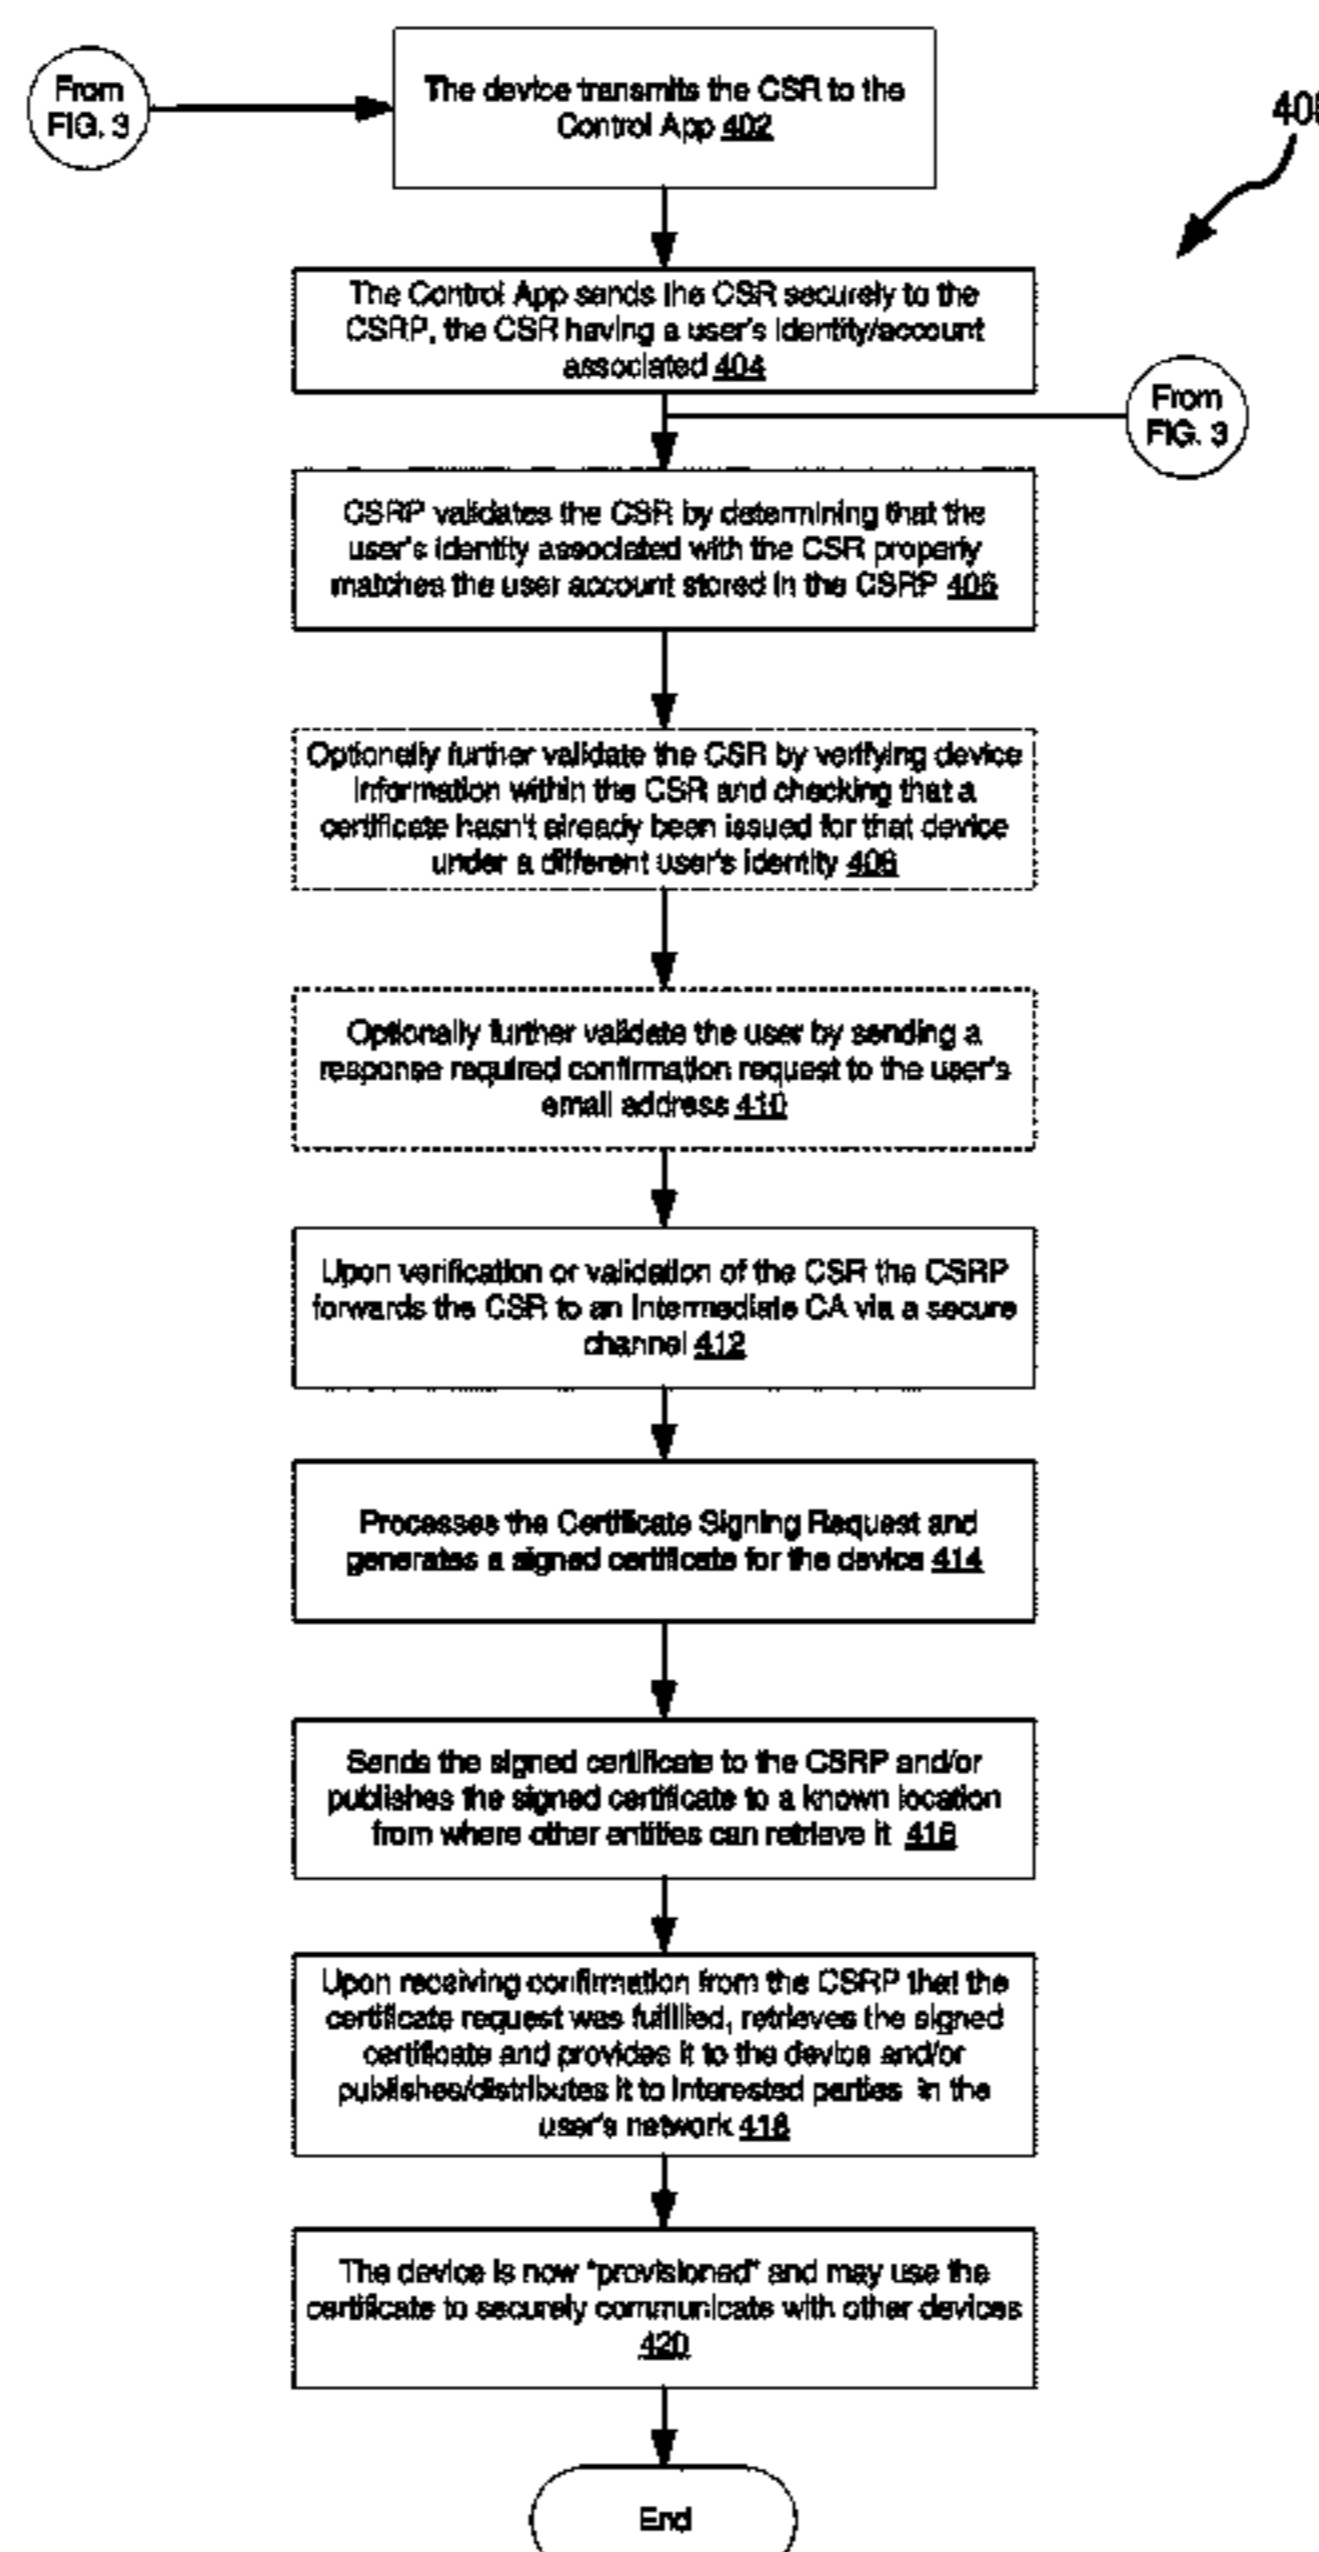 From
FIG. 3
The device transmits the CSR to the
Control App 402
The Control App sends the CSR securely to the
CSRP, the CSR having a user's identity/account
associated 404
From
FIG. 3
CSRP validates the CSR by determining that the
user's identity associated with the CSR properly
matches the user account stored in the CSRP 406
Optionally further validate the CSR by verifying device
information within the CSR and checking that a
certificate hasn't already been issued for that device
under a different user's identity 408
Optionally further validate the user by sending a
response required confirmation request to the user's
email address 410
Upon verification or validation of the CSR the CSRP
forwards the CSR to an Intermediate CA via a secure
channel 412
Processes the Certificate Signing Request and
generates a signed certificate for the device 414
Sends the signed certificate to the CSRP and/or
publishes the signed certificate to a known location
from where other entities can retrieve it 416
Upon receiving confirmation from the CSRP that the
certificate request was fulfilled, retrieves the signed
certificate and provides it to the device and/or
publishes/distributes it to interested parties in the
user's network 418
The device is now "provisioned" and may use the
certificate to securely communicate with other devices
420
End